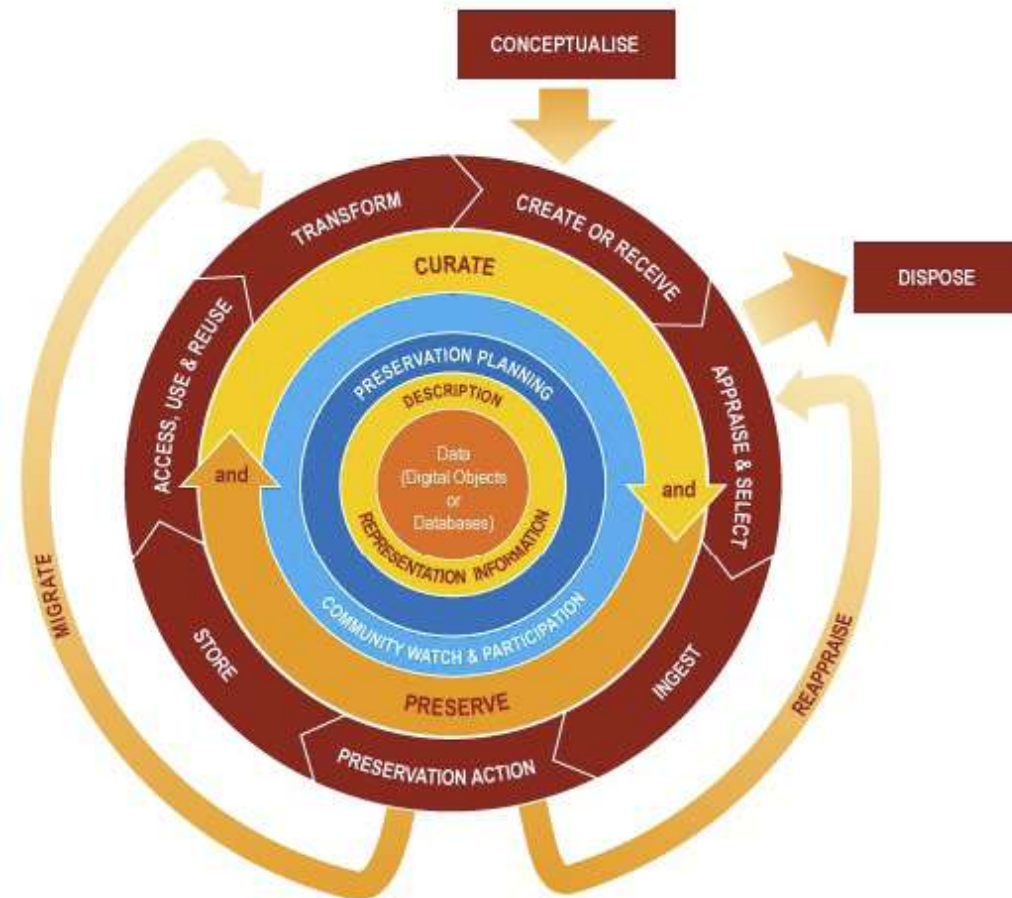 CONCEPTUALISE
CREATE OR RECEIVE
DISPOSE
APPRAISE & SELECT
INGEST
PRESERVATION ACTION
STORE
ACCESS, USE & REUSE
TRANSFORM
MIGRATE
REAPPRAISE
CURATE
and
PRESERVE
and
PRESERVATION PLANNING
COMMUNITY WATCH & PARTICIPATION
DESCRIPTION
REPRESENTATION INFORMATION
Data
(Digital Objects
or
Databases)